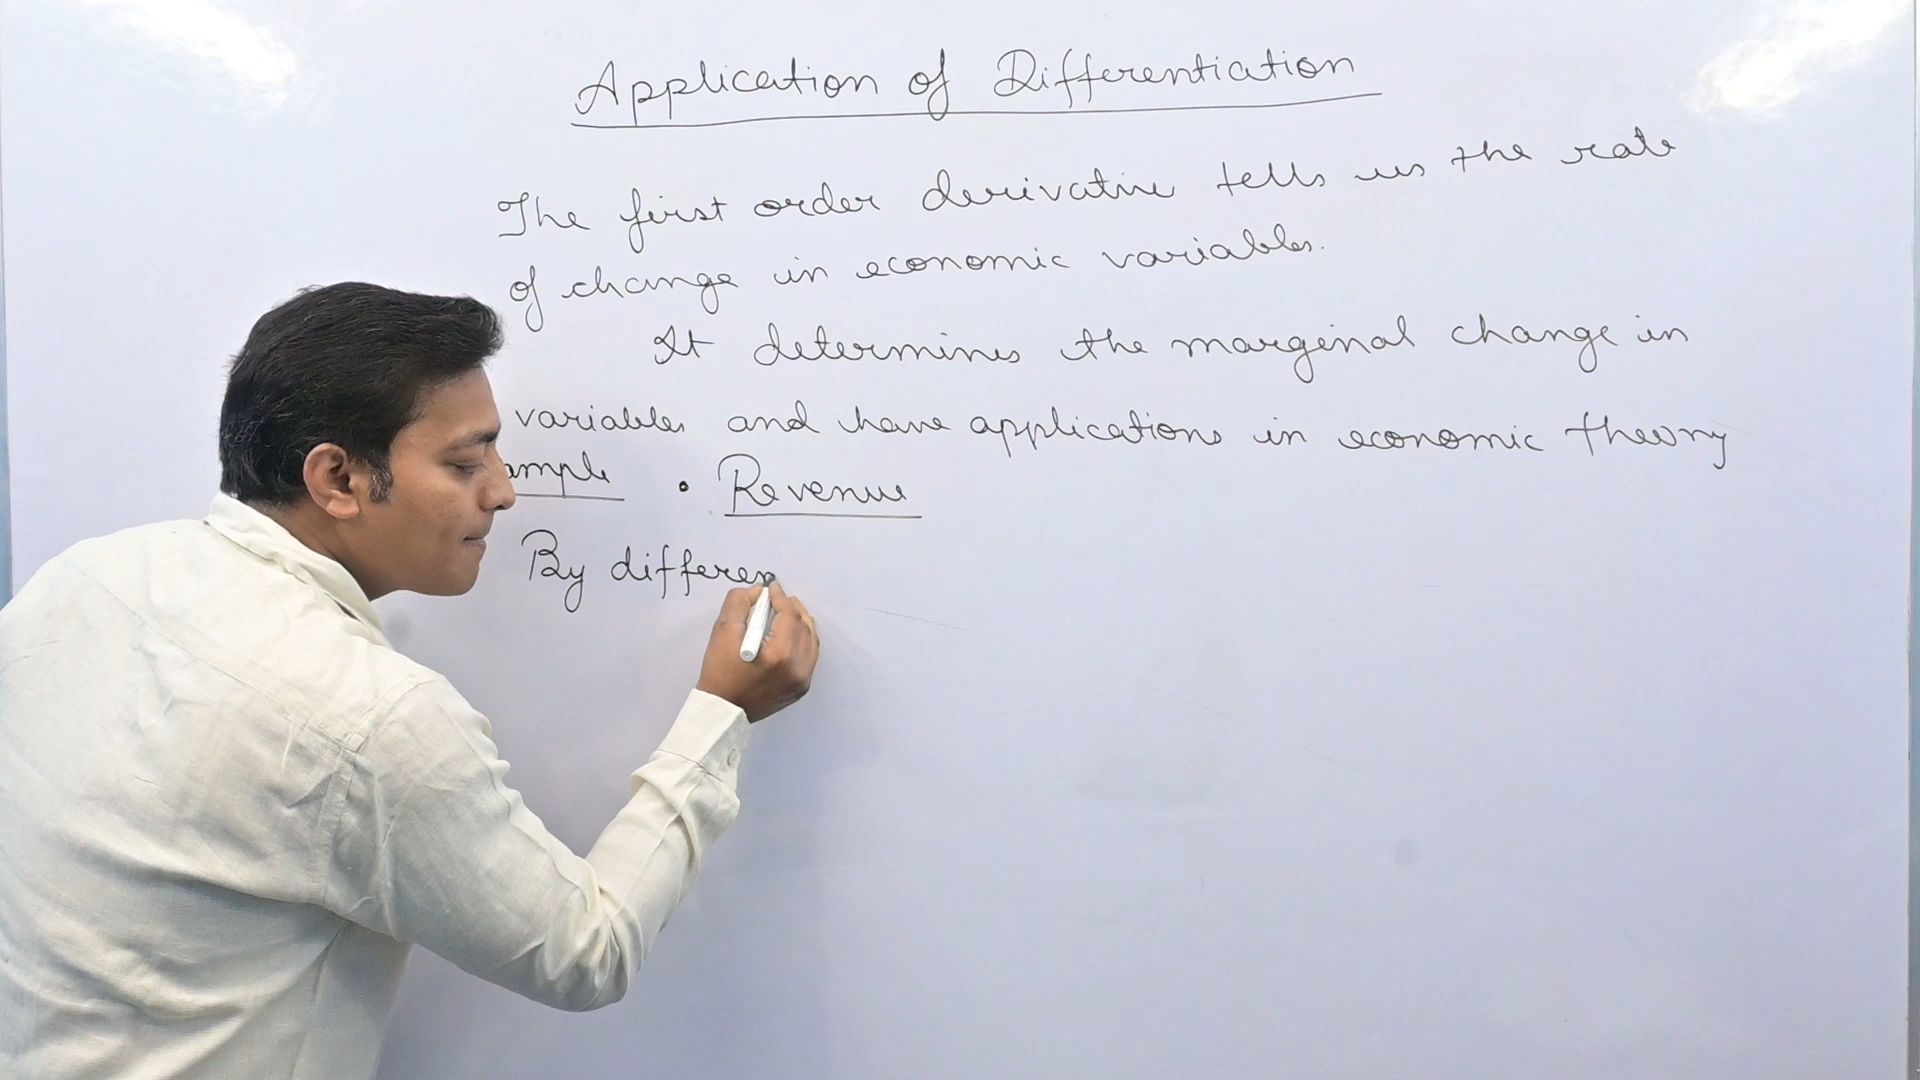 Application of Differentiation
The first order derivative tells us the rate
of change in economic variables.
It determines the marginal change in
variables and have applications in economic theory
ample • Revenue
By differen